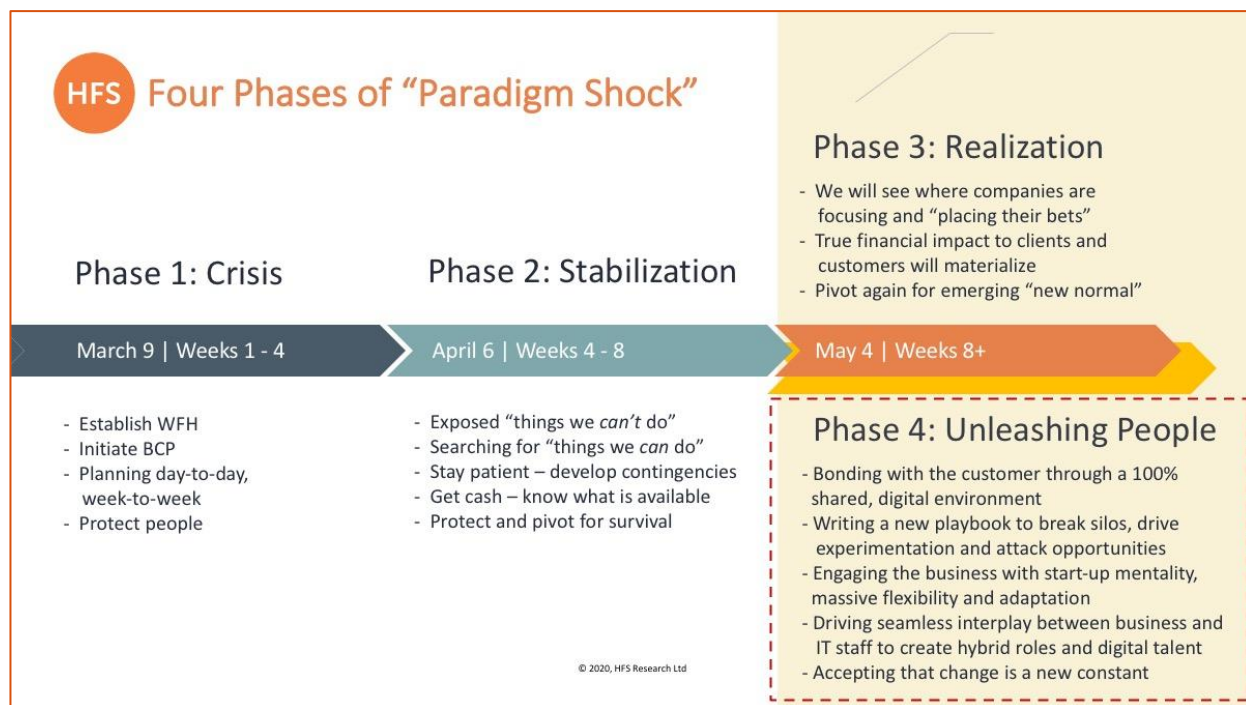 HFS
Four Phases of “Paradigm Shock”
Phase 1: Crisis
March 9 | Weeks 1 - 4
- Establish WFH
- Initiate BCP
- Planning day-to-day,
week-to-week
- Protect people
Phase 2: Stabilization
April 6 | Weeks 4 - 8
- Exposed “things we can’t do”
- Searching for “things we can do”
- Stay patient – develop contingencies
- Get cash – know what is available
- Protect and pivot for survival
Phase 3: Realization
- We will see where companies are
focusing and “placing their bets”
- True financial impact to clients and
customers will materialize
- Pivot again for emerging “new normal”
May 4 | Weeks 8+
Phase 4: Unleashing People
- Bonding with the customer through a 100%
shared, digital environment
- Writing a new playbook to break silos, drive
experimentation and attack opportunities
- Engaging the business with start-up mentality,
massive flexibility and adaptation
- Driving seamless interplay between business and
IT staff to create hybrid roles and digital talent
- Accepting that change is a new constant
© 2020, HFS Research Ltd